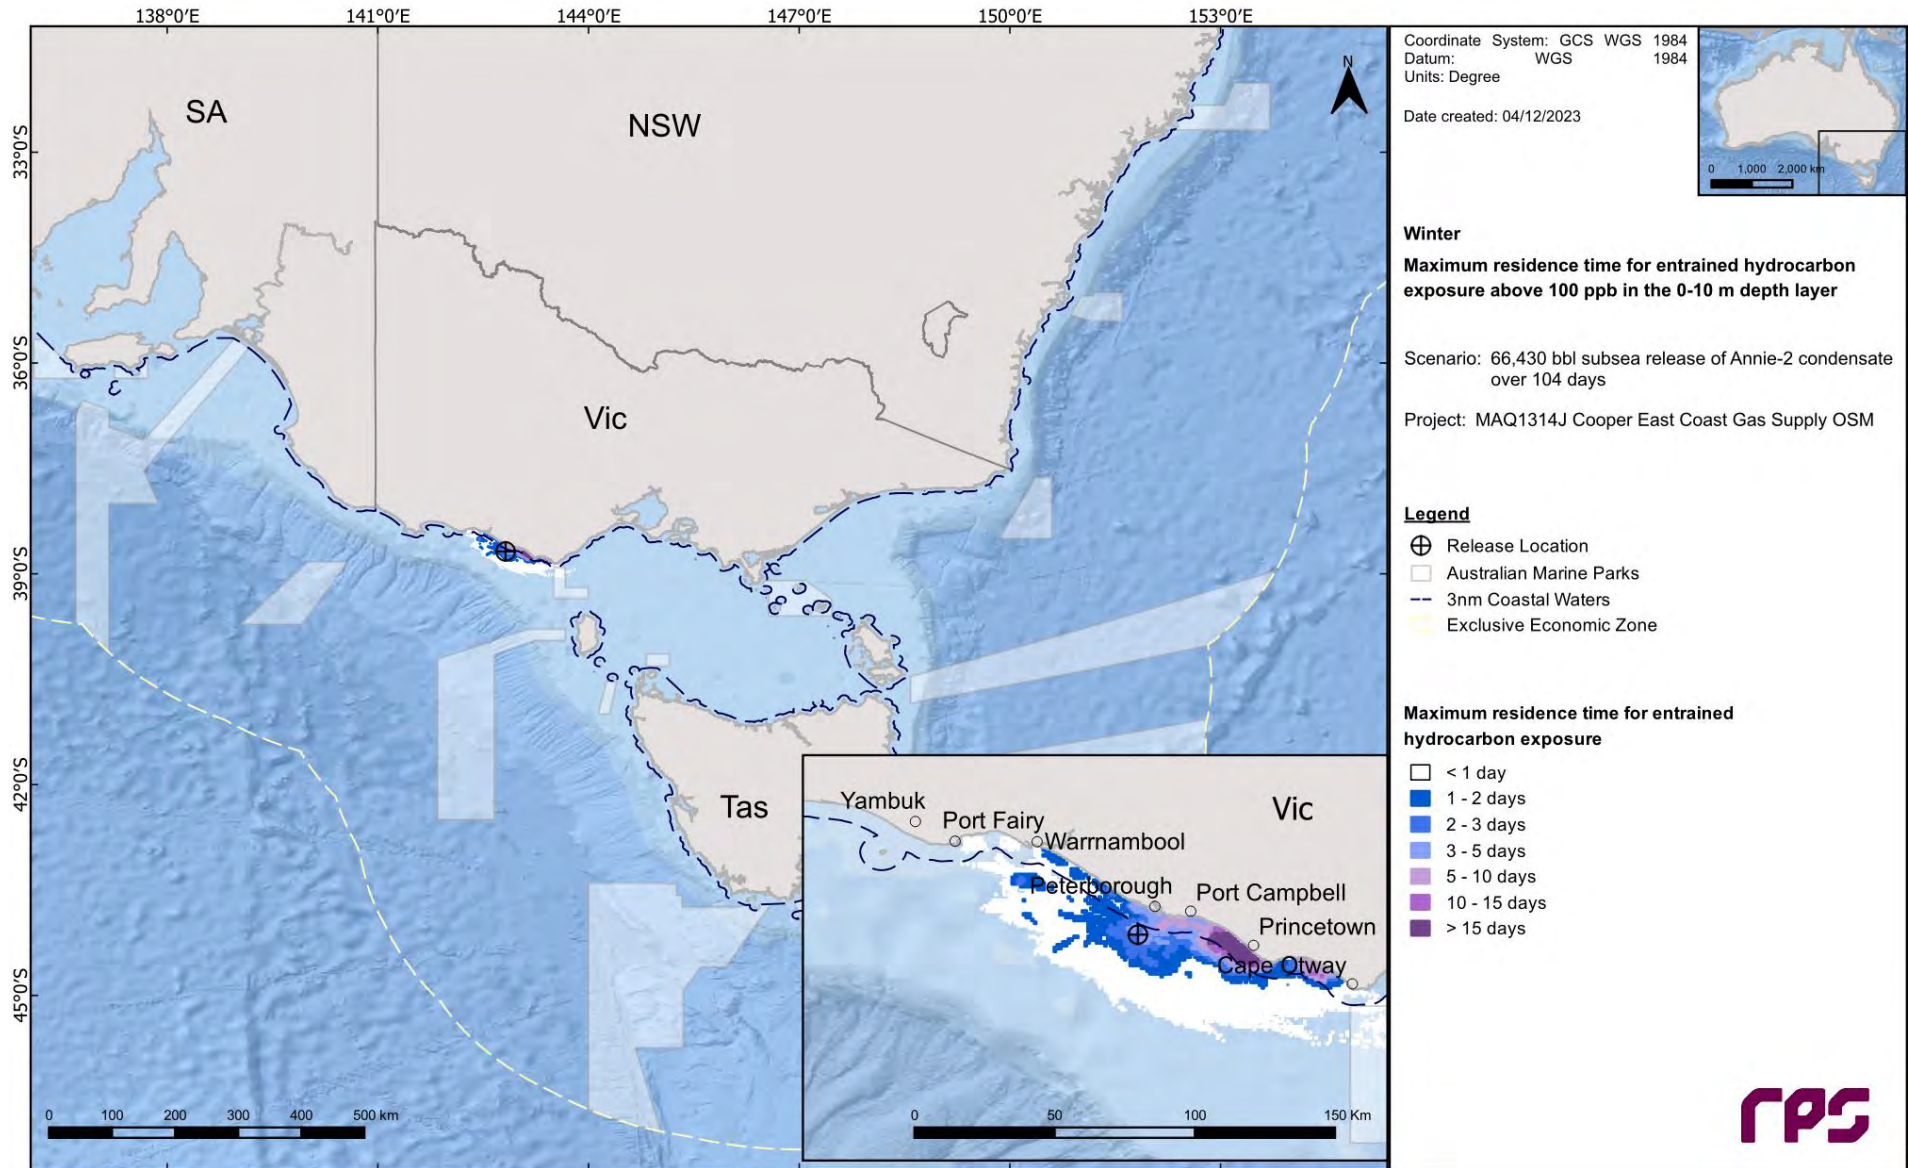 138°0'E 141°0'E 144°0'E 147°0'E 150°0'E 153°0'E
33°0'S
36°0'S
39°0'S
42°0'S
45°0'S
SA
NSW
N
Vic
Tas
0 100 200 300 400 500 km
Yambuk
Port Fairy
Warrnambool
Vic
Peterborough
Port Campbell
Princetown
Cape Otway
0 50 100 150 Km
Coordinate System: GCS WGS 1984
Datum: WGS 1984
Units: Degree
Date created: 04/12/2023
0 1,000 2,000 km
Winter
Maximum residence time for entrained hydrocarbon
exposure above 100 ppb in the 0-10 m depth layer
Scenario: 66,430 bbl subsea release of Annie-2 condensate
over 104 days
Project: MAQ1314J Cooper East Coast Gas Supply OSM
Legend
Release Location
Australian Marine Parks
3nm Coastal Waters
Exclusive Economic Zone
Maximum residence time for entrained
hydrocarbon exposure
< 1 day
1 - 2 days
2 - 3 days
3 - 5 days
5 - 10 days
10 - 15 days
> 15 days
rps